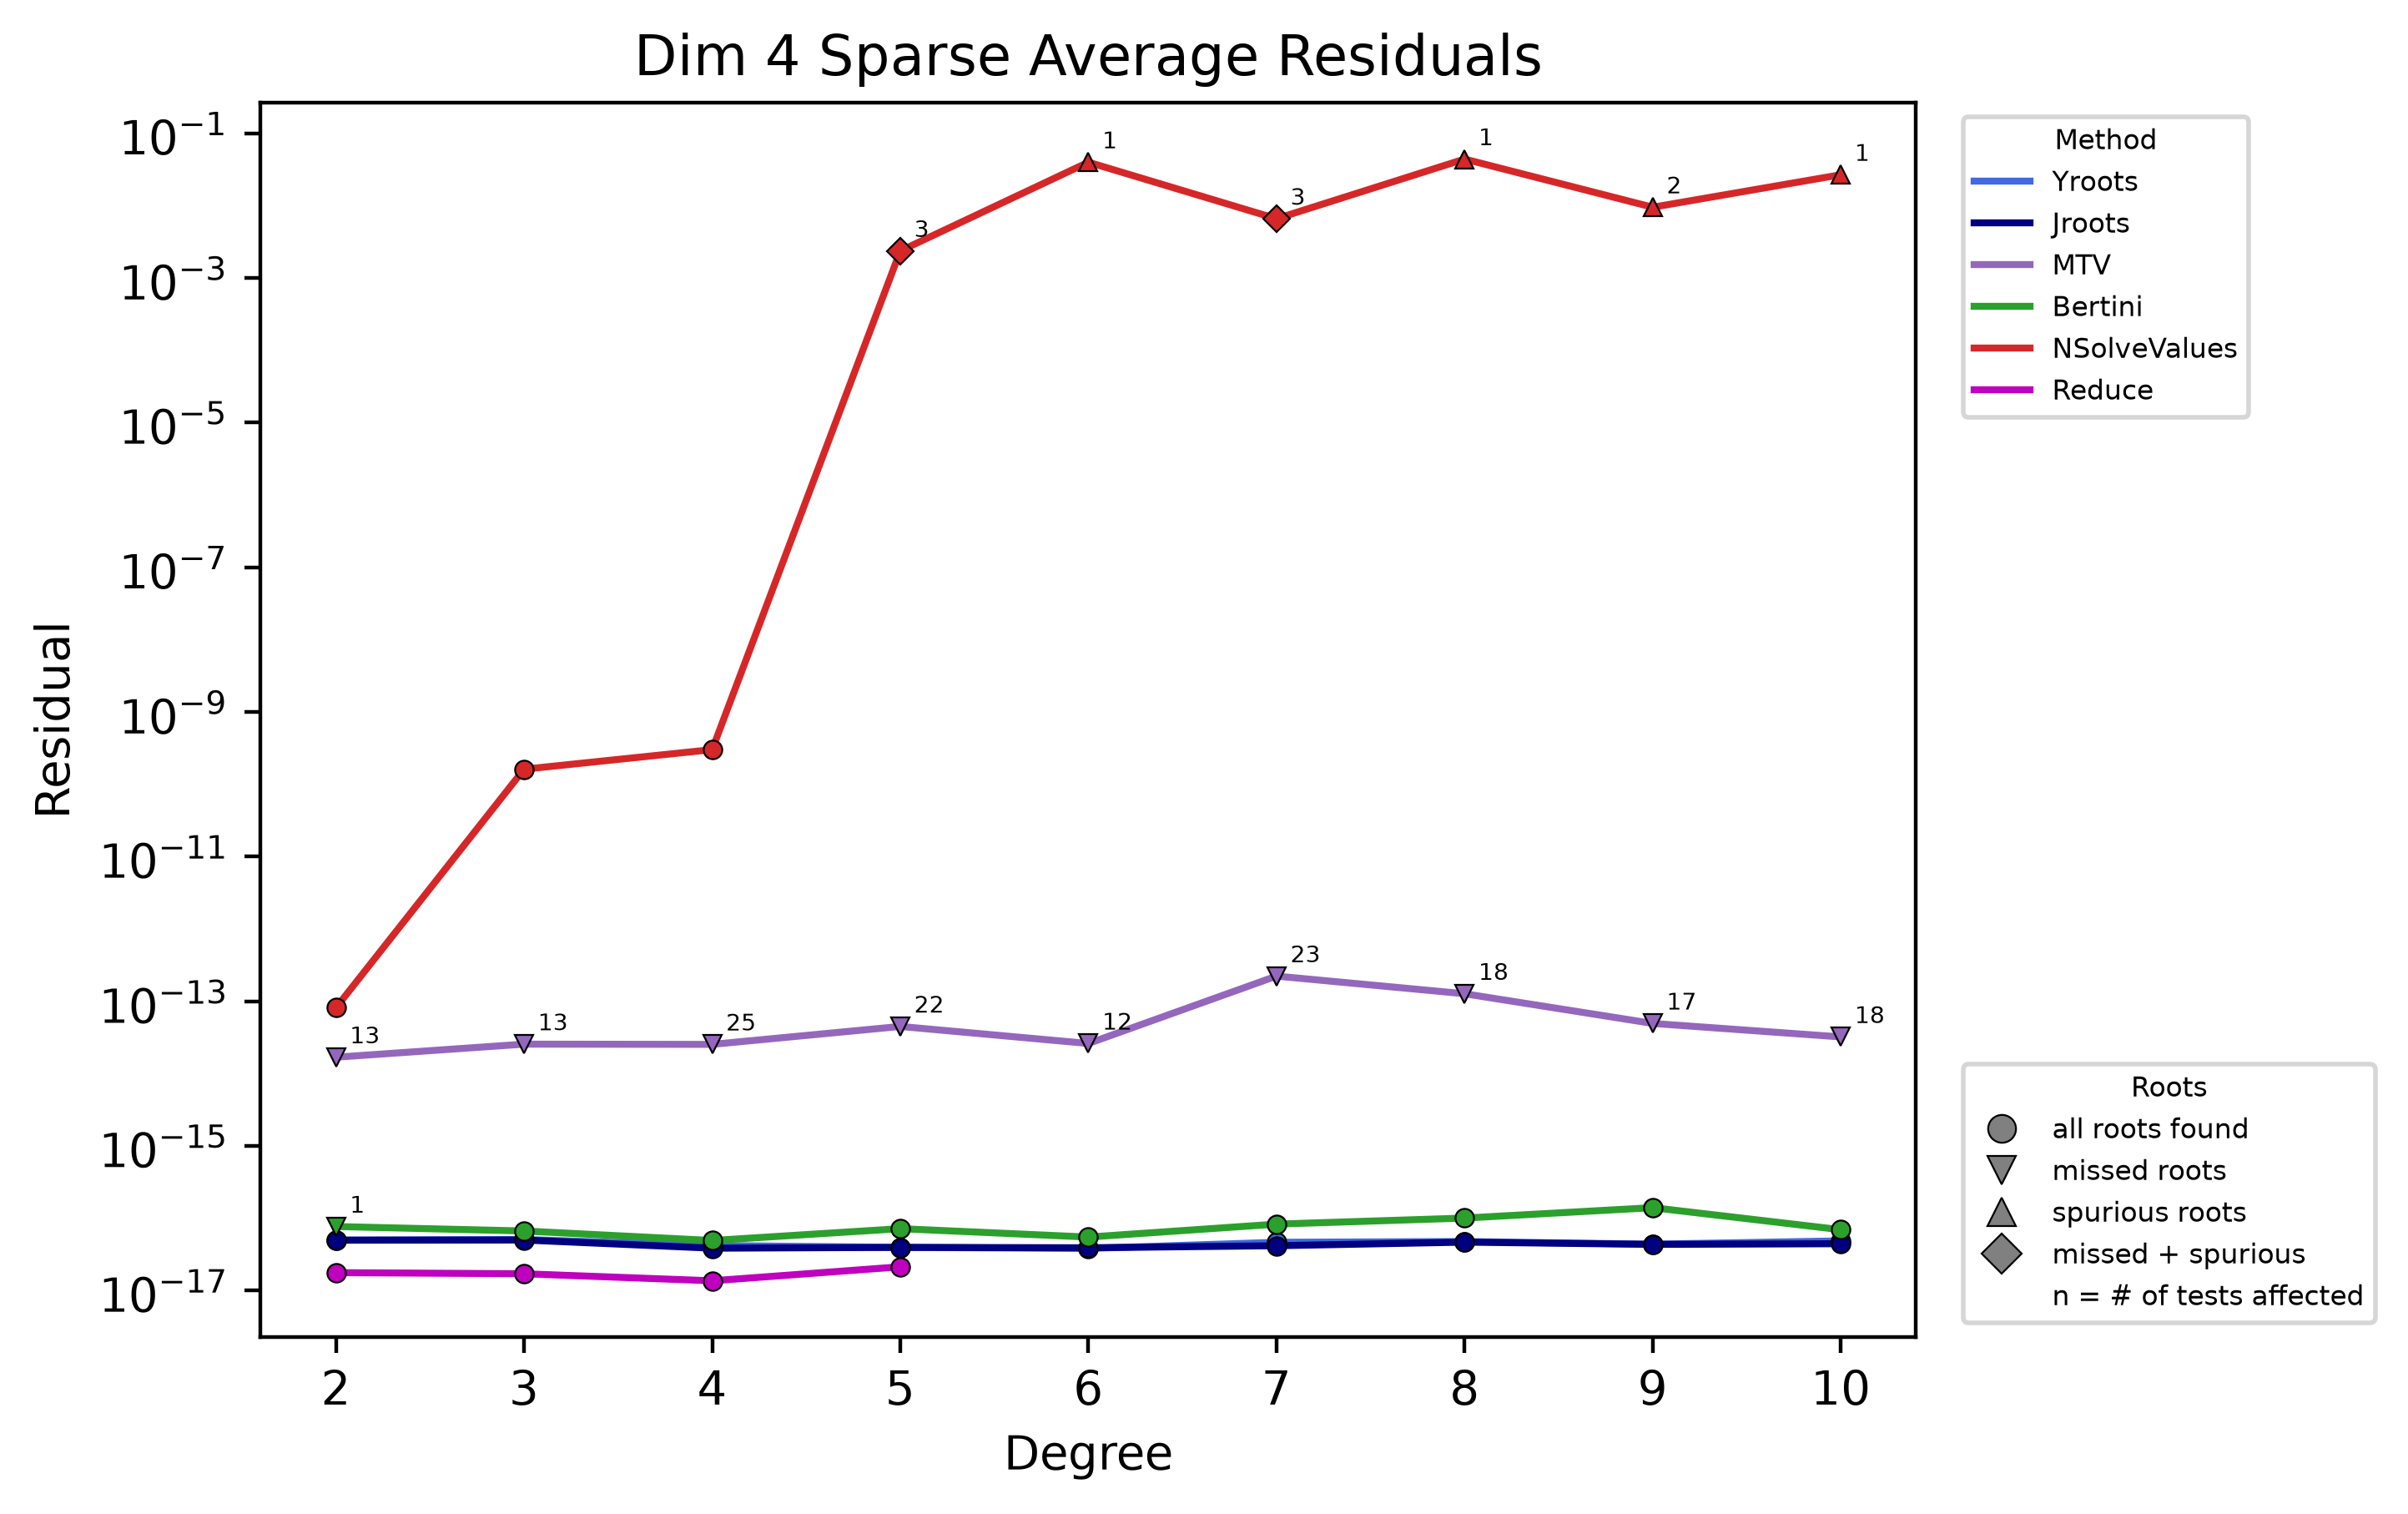 Dim 4 Sparse Average Residuals
Residual
10⁻¹
10⁻³
10⁻⁵
10⁻⁷
10⁻⁹
10⁻¹¹
10⁻¹³
10⁻¹⁵
10⁻¹⁷
3 1 3 1 2 1
13 13 25 22 12 23 18 17 18
1
2 3 4 5 6 7 8 9 10
Degree
Method
Yroots
Jroots
MTV
Bertini
NSolveValues
Reduce
Roots
all roots found
missed roots
spurious roots
missed + spurious
n = # of tests affected